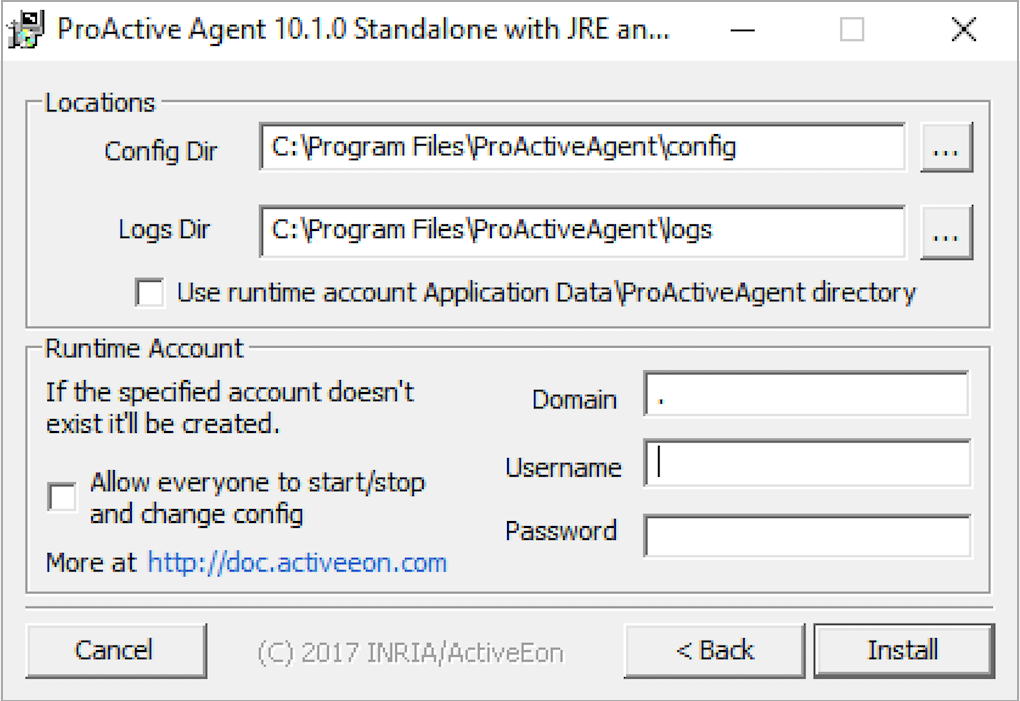 ProActive Agent 10.1.0 Standalone with JRE an...
Locations
Config Dir
C:\Program Files\ProActiveAgent\config
...
Logs Dir
C:\Program Files\ProActiveAgent\logs
...
Use runtime account Application Data\ProActiveAgent directory
Runtime Account
If the specified account doesn't
exist it'll be created.
Domain
.
Username
Allow everyone to start/stop
and change config
Password
More at http://doc.activeeon.com
Cancel
(C) 2017 INRIA/ActiveEon
< Back
Install